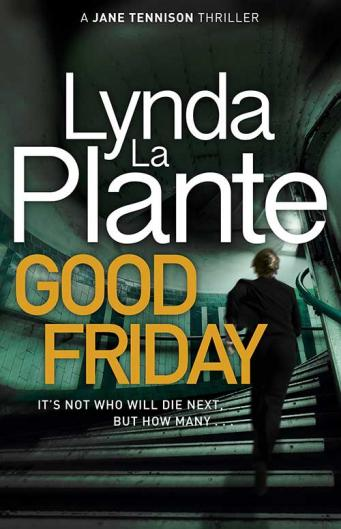 A JANE TENNISON THRILLER
Lynda
La
Plante
GOOD
FRIDAY
IT'S NOT WHO WILL DIE NEXT,
BUT HOW MANY . . .